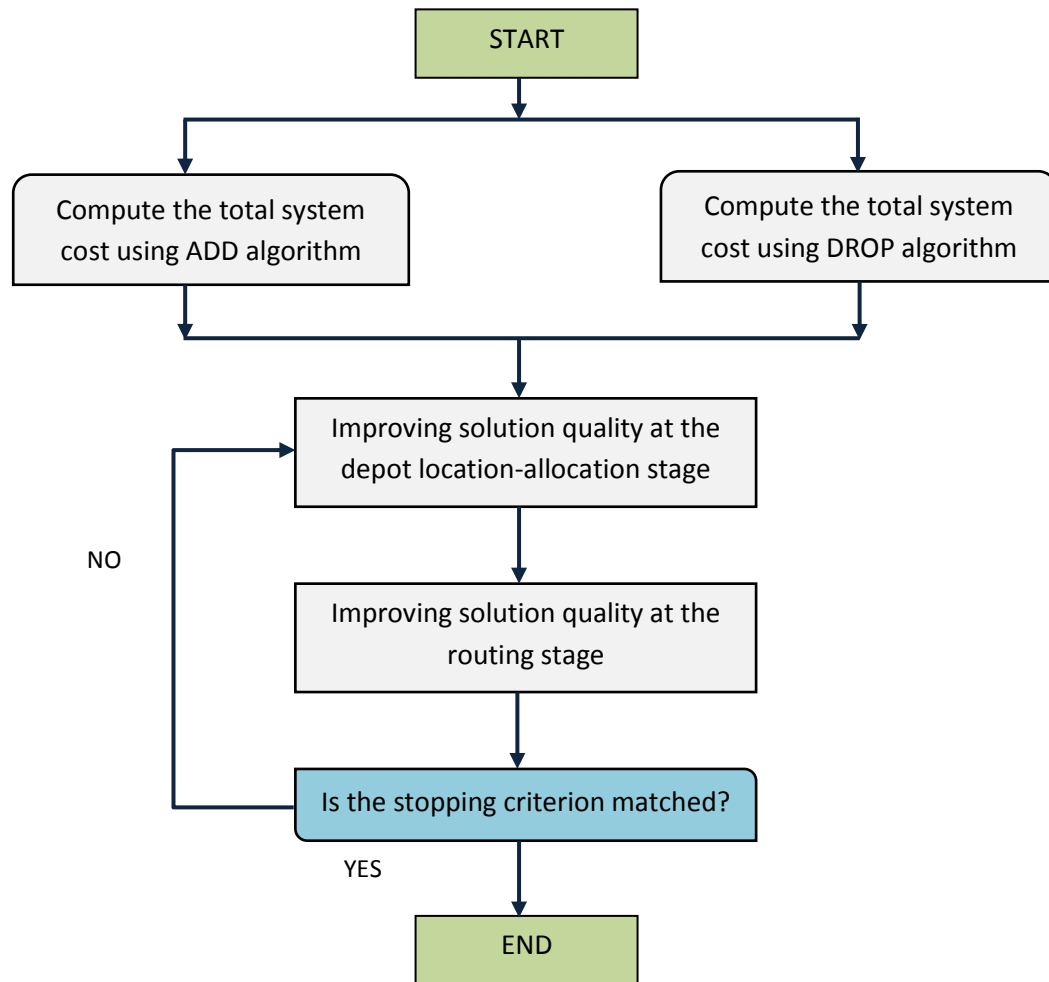 START
Compute the total system
cost using ADD algorithm
Compute the total system
cost using DROP algorithm
Improving solution quality at the
depot location-allocation stage
NO
Improving solution quality at the
routing stage
Is the stopping criterion matched?
YES
END